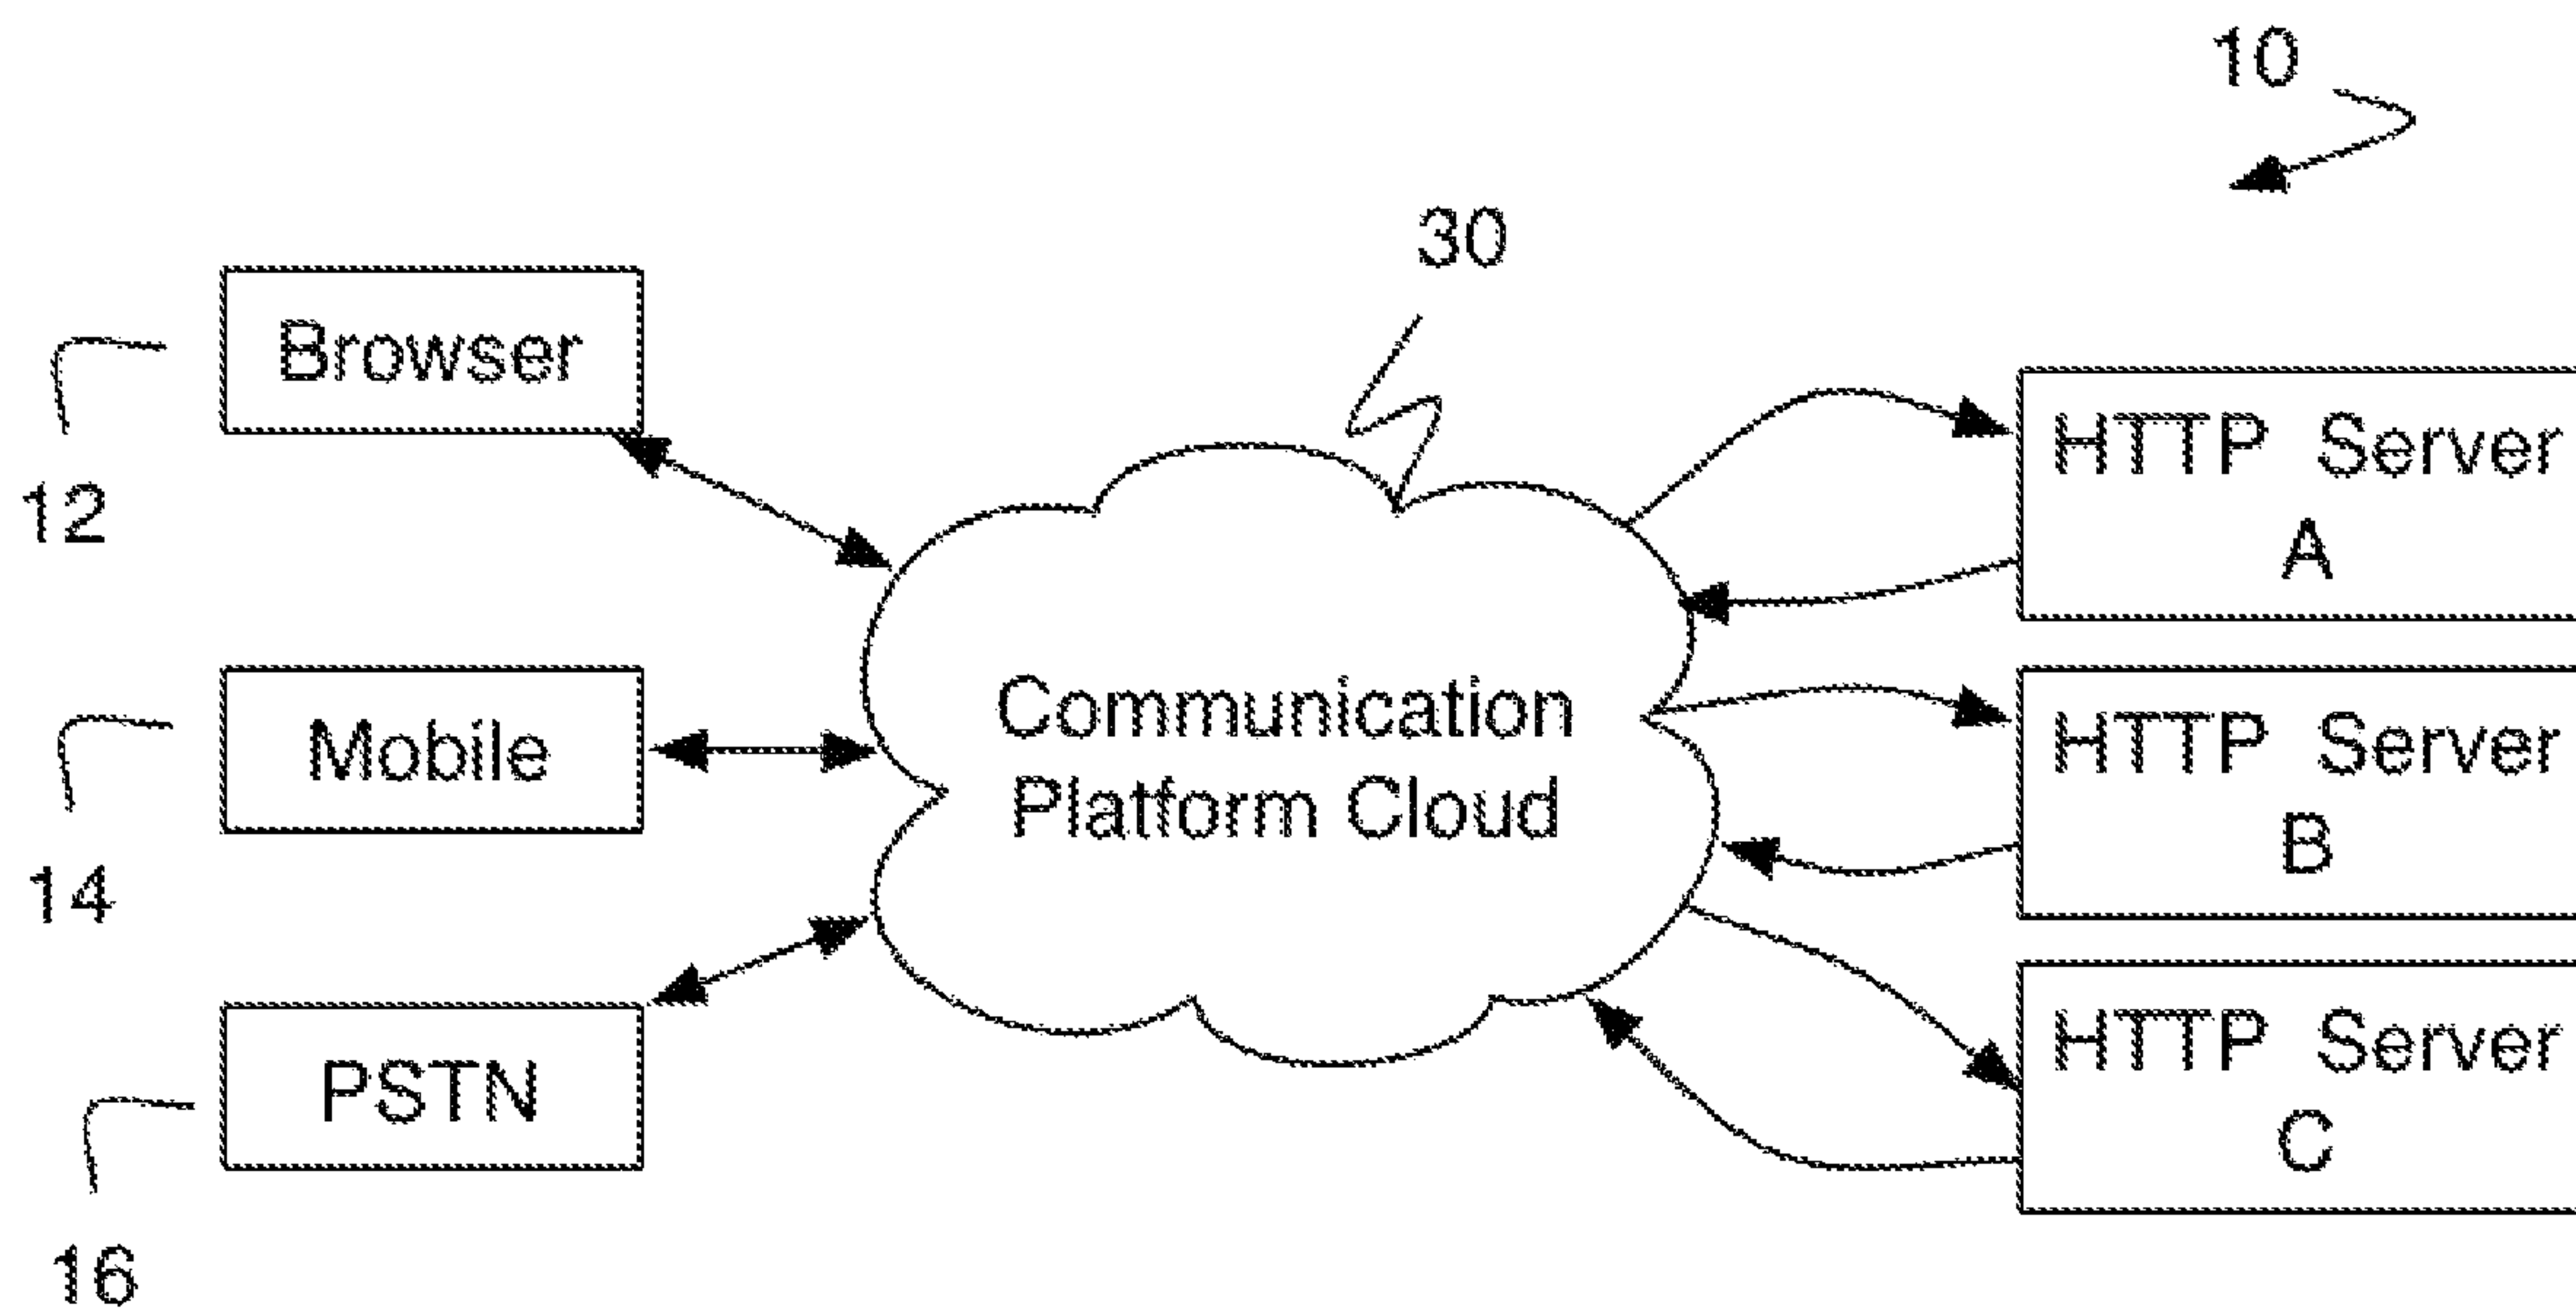 10
30
Browser
12
HTTP Server
A
Communication
Platform Cloud
Mobile
14
HTTP Server
B
PSTN
16
HTTP Server
C